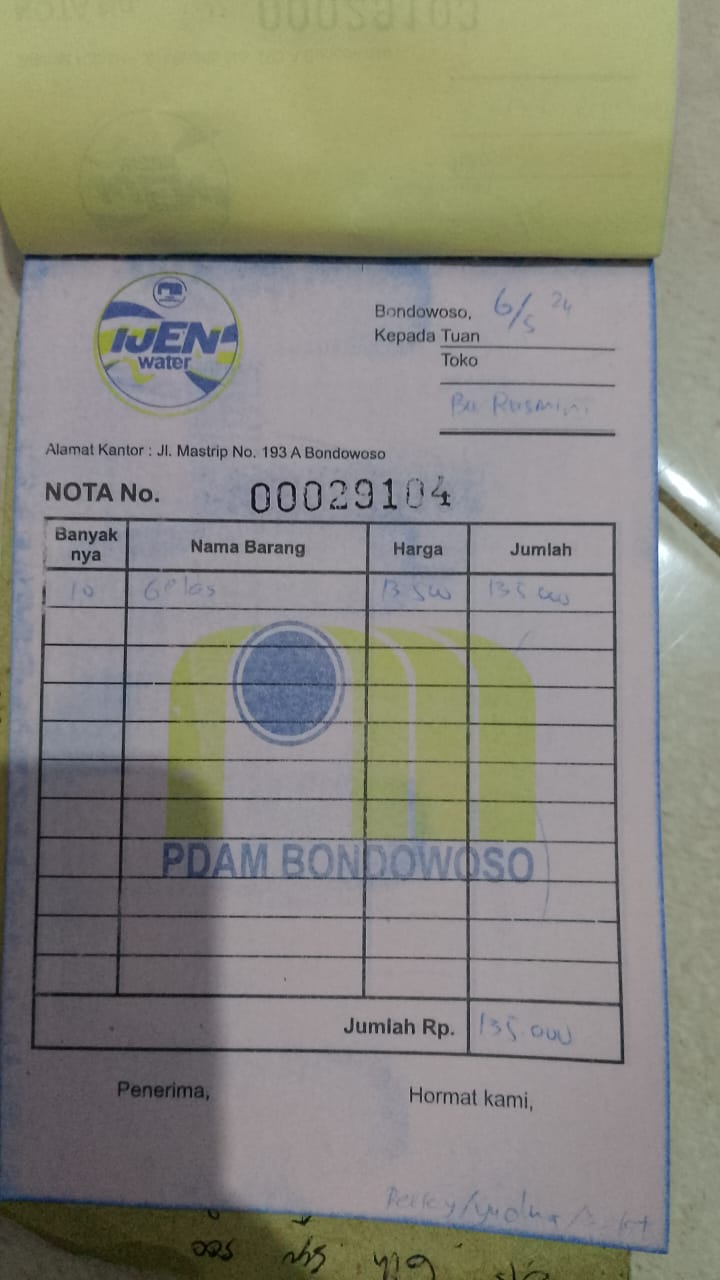 00029103
IJEN
water
Bondowoso, 6/5 24
Kepada Tuan
Toko
Bu Rusmini
Alamat Kantor : Jl. Mastrip No. 193 A Bondowoso
NOTA No. 00029104
Banyak nya Nama Barang Harga Jumlah
10 Gelas 13.500 135.000
PDAM BONDOWOSO
Jumlah Rp. 135.000
Penerima, Hormat kami,